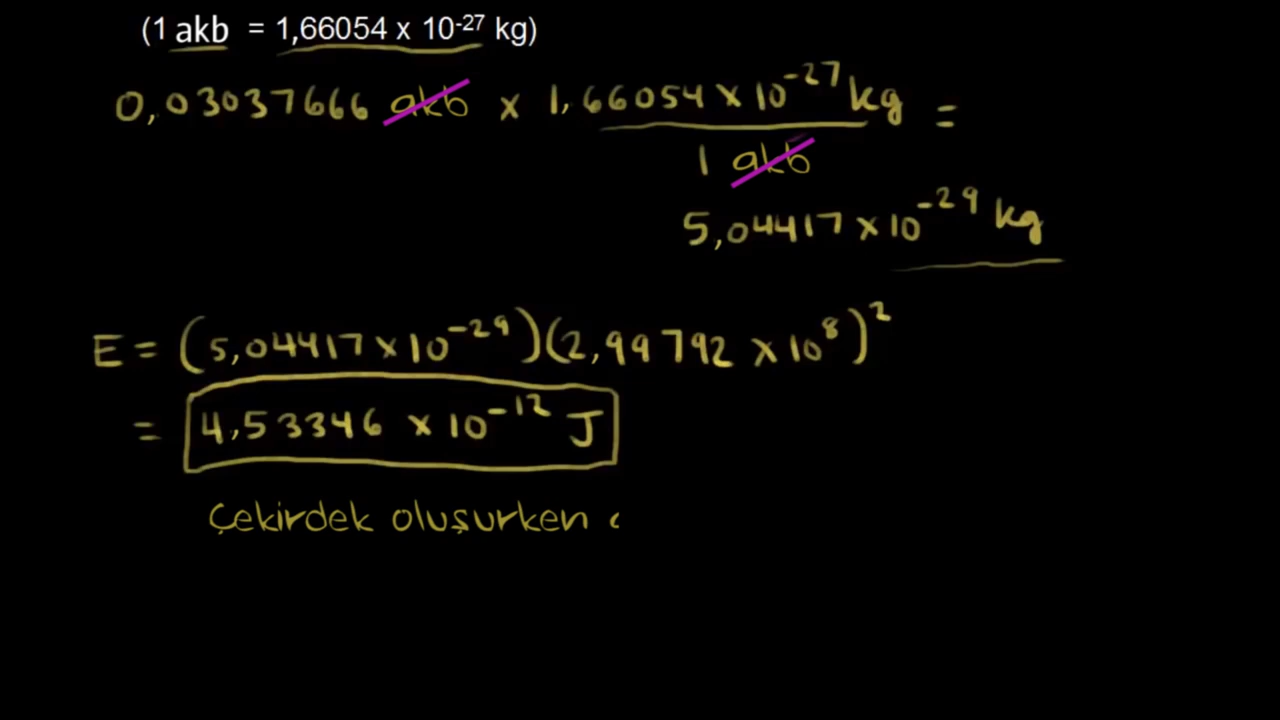 (1 akb = 1,66054 x 10⁻²⁷ kg)
0,03037666 akb x 1,66054 x 10⁻²⁷ kg =
1 akb
5,04417 x 10⁻²⁹ kg
E = (5,04417 x 10⁻²⁹)(2,99792 x 10⁸)²
= 4,53346 x 10⁻¹² J
Çekirdek oluşurken